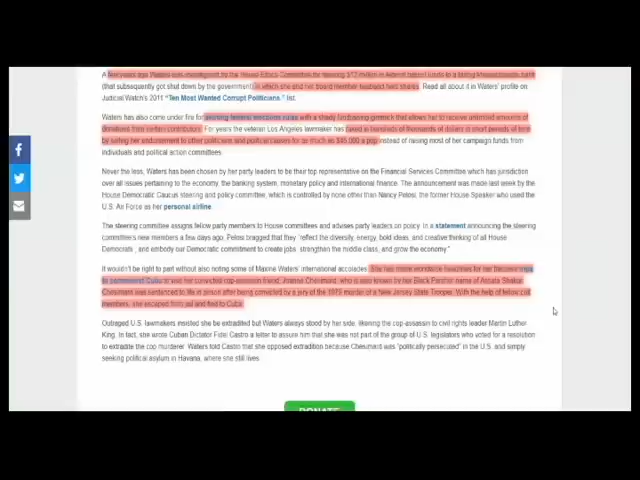 A few years ago Waters was investigated by the House Ethics Committee for steering $12 million in federal bailout funds to a failing Massachusetts bank
(that subsequently got shut down by the government) in which she and her board member husband held shares. Read all about it in Waters' profile on
Judicial Watch's 2011 "Ten Most Wanted Corrupt Politicians." list.
Waters has also come under fire for skirting federal elections rules with a shady fundraising gimmick that allows her to receive unlimited amounts of
donations from certain contributors. For years the veteran Los Angeles lawmaker has raked in hundreds of thousands of dollars in short periods of time
by selling her endorsement to other politicians and political causes for as much as $45,000 a pop instead of raising most of her campaign funds from
individuals and political action committees.
Never the less, Waters has been chosen by her party leaders to be their top representative on the Financial Services Committee which has jurisdiction
over all issues pertaining to the economy, the banking system, monetary policy and international finance. The announcement was made last week by the
House Democratic Caucus steering and policy committee, which is controlled by none other than Nancy Pelosi, the former House Speaker who used the
U.S. Air Force as her personal airline.
The steering committee assigns fellow party members to House committees and advises party leaders on policy. In a statement announcing the steering
committee's new members a few days ago, Pelosi bragged that they "reflect the diversity, energy, bold ideas, and creative thinking of all House
Democrats , and embody our Democratic commitment to create jobs strengthen the middle class, and grow the economy."
It wouldn't be right to part without also noting some of Maxine Waters' international accolades. She has made worldwide headlines for her frequent trips
to communist Cuba to visit her convicted cop-assassin friend, Joanne Chesimard, who is also known by her Black Panther name of Assata Shakur.
Chesimard was sentenced to life in prison after being convicted by a jury of the 1979 murder of a New Jersey State Trooper. With the help of fellow cult
members, she escaped from jail and fled to Cuba.
Outraged U.S. lawmakers insisted she be extradited but Waters always stood by her side, likening the cop-assassin to civil rights leader Martin Luther
King. In fact, she wrote Cuban Dictator Fidel Castro a letter to assure him that she was not part of the group of U.S. legislators who voted for a resolution
to extradite the cop murderer. Waters told Castro that she opposed extradition because Chesimard was "politically persecuted" in the U.S. and simply
seeking political asylum in Havana, where she still lives
DONATE